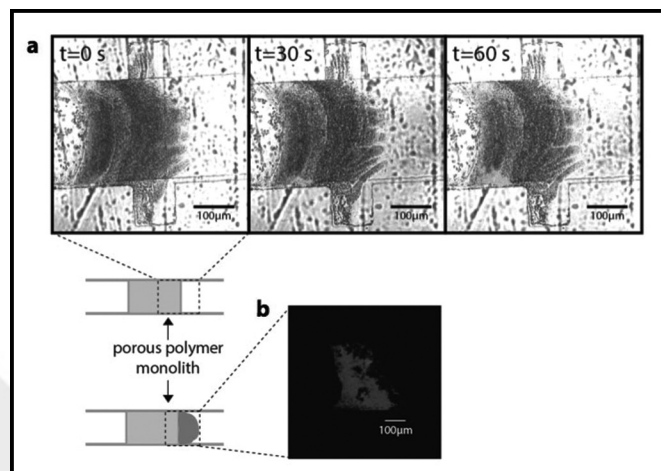 a
t=0 s
t=30 s
t=60 s
100μm
100μm
100μm
b
porous polymer
monolith
100μm